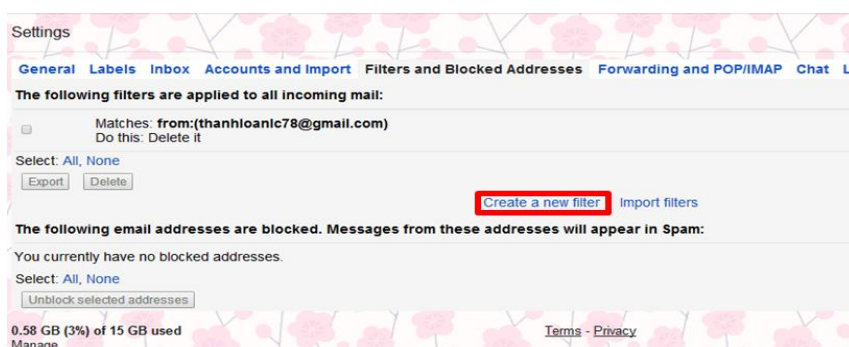 Settings
General Labels Inbox Accounts and Import Filters and Blocked Addresses Forwarding and POP/IMAP Chat L
The following filters are applied to all incoming mail:
Matches: from:(thanhloanlc78@gmail.com)
Do this: Delete it
Select: All, None
Export Delete
Create a new filter Import filters
The following email addresses are blocked. Messages from these addresses will appear in Spam:
You currently have no blocked addresses.
Select: All, None
Unblock selected addresses
0.58 GB (3%) of 15 GB used Terms - Privacy
Manage